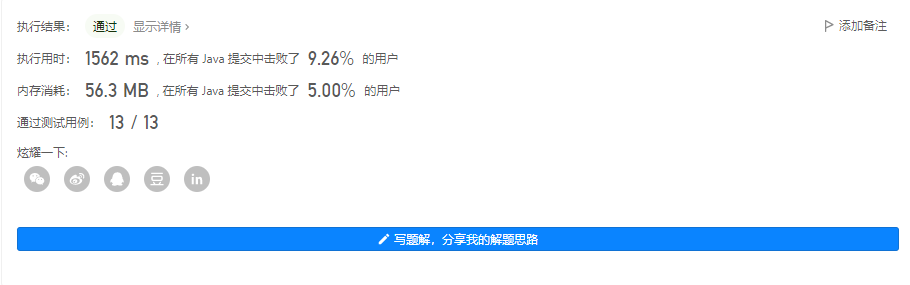 执行结果： 通过 显示详情 › 添加备注
执行用时： 1562 ms , 在所有 Java 提交中击败了 9.26% 的用户
内存消耗： 56.3 MB , 在所有 Java 提交中击败了 5.00% 的用户
通过测试用例： 13 / 13
炫耀一下:
豆 in
写题解，分享我的解题思路